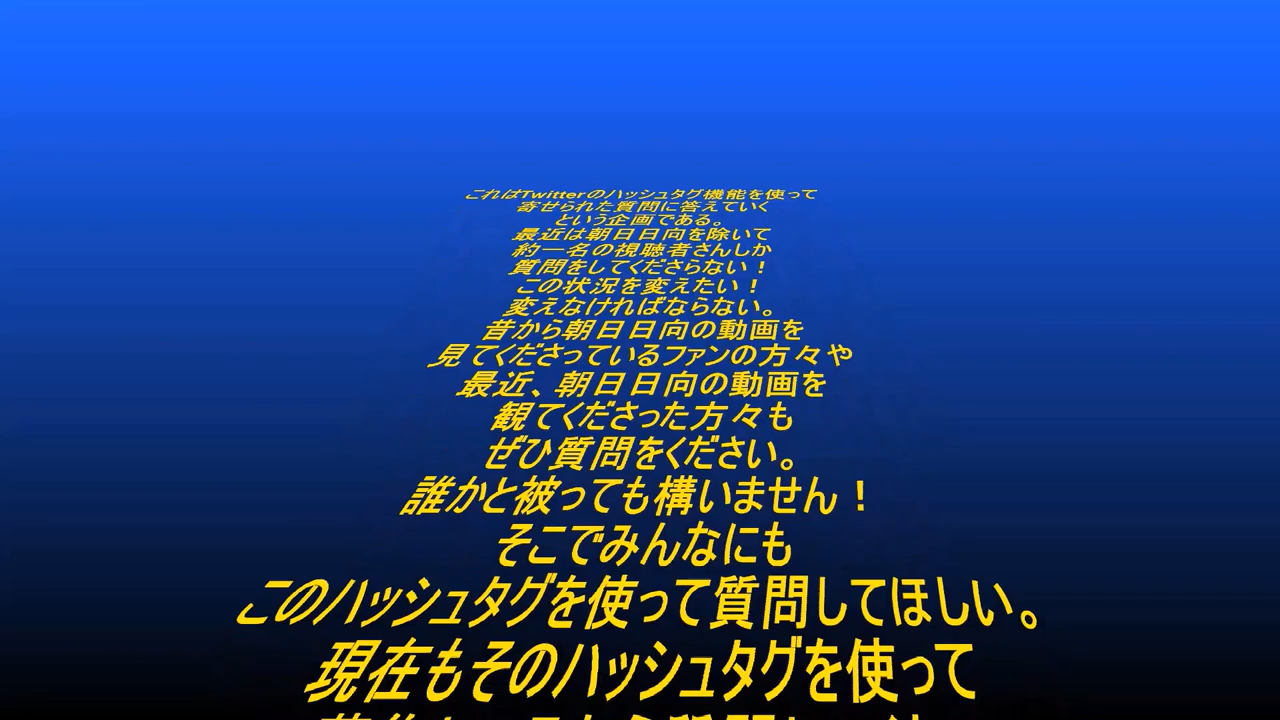 これはTwitterのハッシュタグ機能を使って
寄せられた質問に答えていく
という企画である。
最近は朝日日向を除いて
約一名の視聴者さんしか
質問をしてくださらない！
この状況を変えたい！
変えなければならない。
昔から朝日日向の動画を
見てくださっているファンの方々や
最近、朝日日向の動画を
観てくださった方々も
ぜひ質問をください。
誰かと被っても構いません！
そこでみんなにも
このハッシュタグを使って質問してほしい。
現在もそのハッシュタグを使って